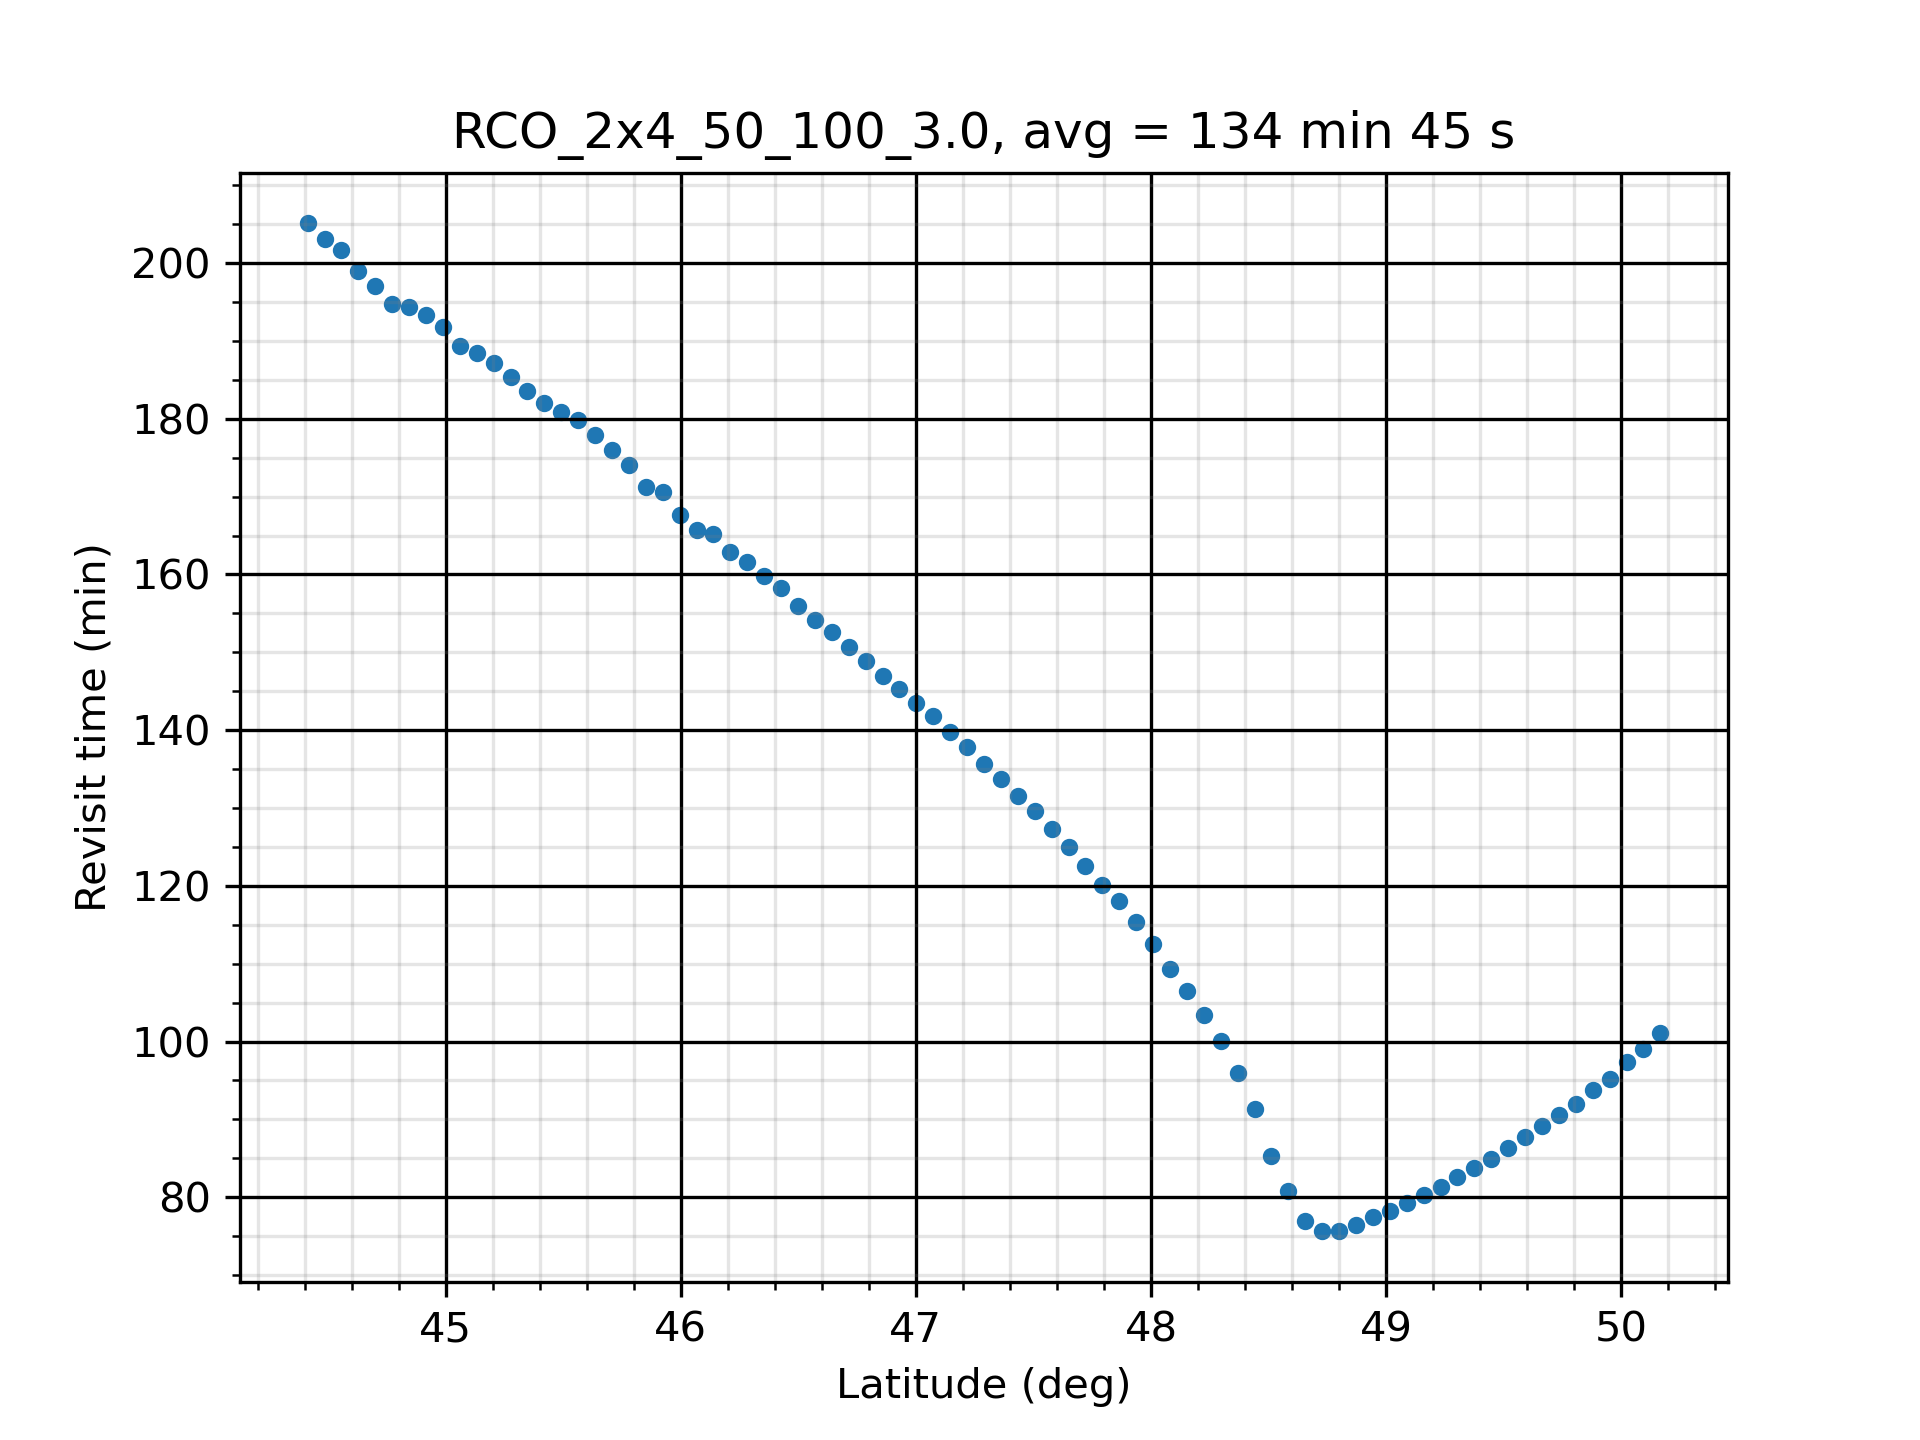 RCO_2x4_50_100_3.0, avg = 134 min 45 s
Revisit time (min)
200
180
160
140
120
100
80
45 46 47 48 49 50
Latitude (deg)